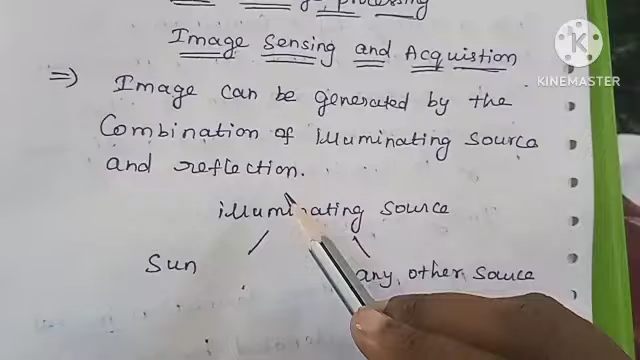 processing
Image Sensing and Acquistion
KINEMASTER
=> Image can be generated by the
Combination of illuminating source
and reflection.
illuminating source
Sun any other source